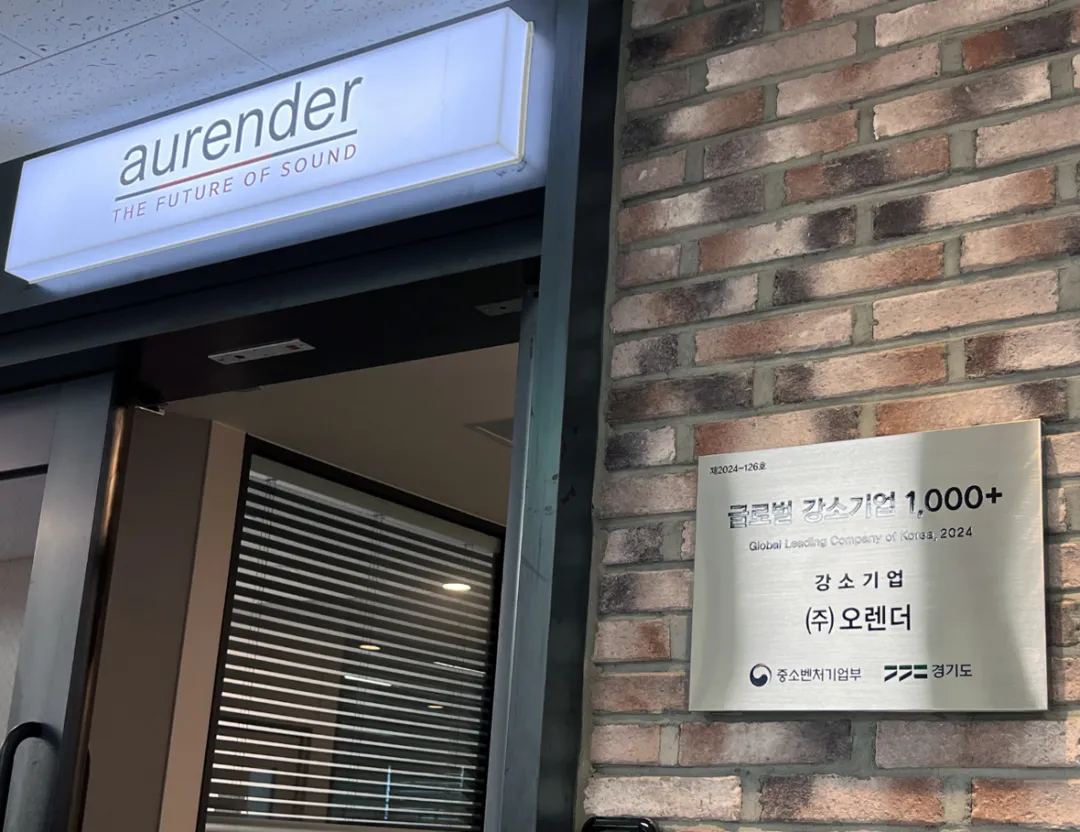 aurender
THE FUTURE OF SOUND
제2024-126호
글로벌 강소기업 1,000+
Global Leading Company of Korea, 2024
강소기업
(주)오렌더
중소벤처기업부 경기도